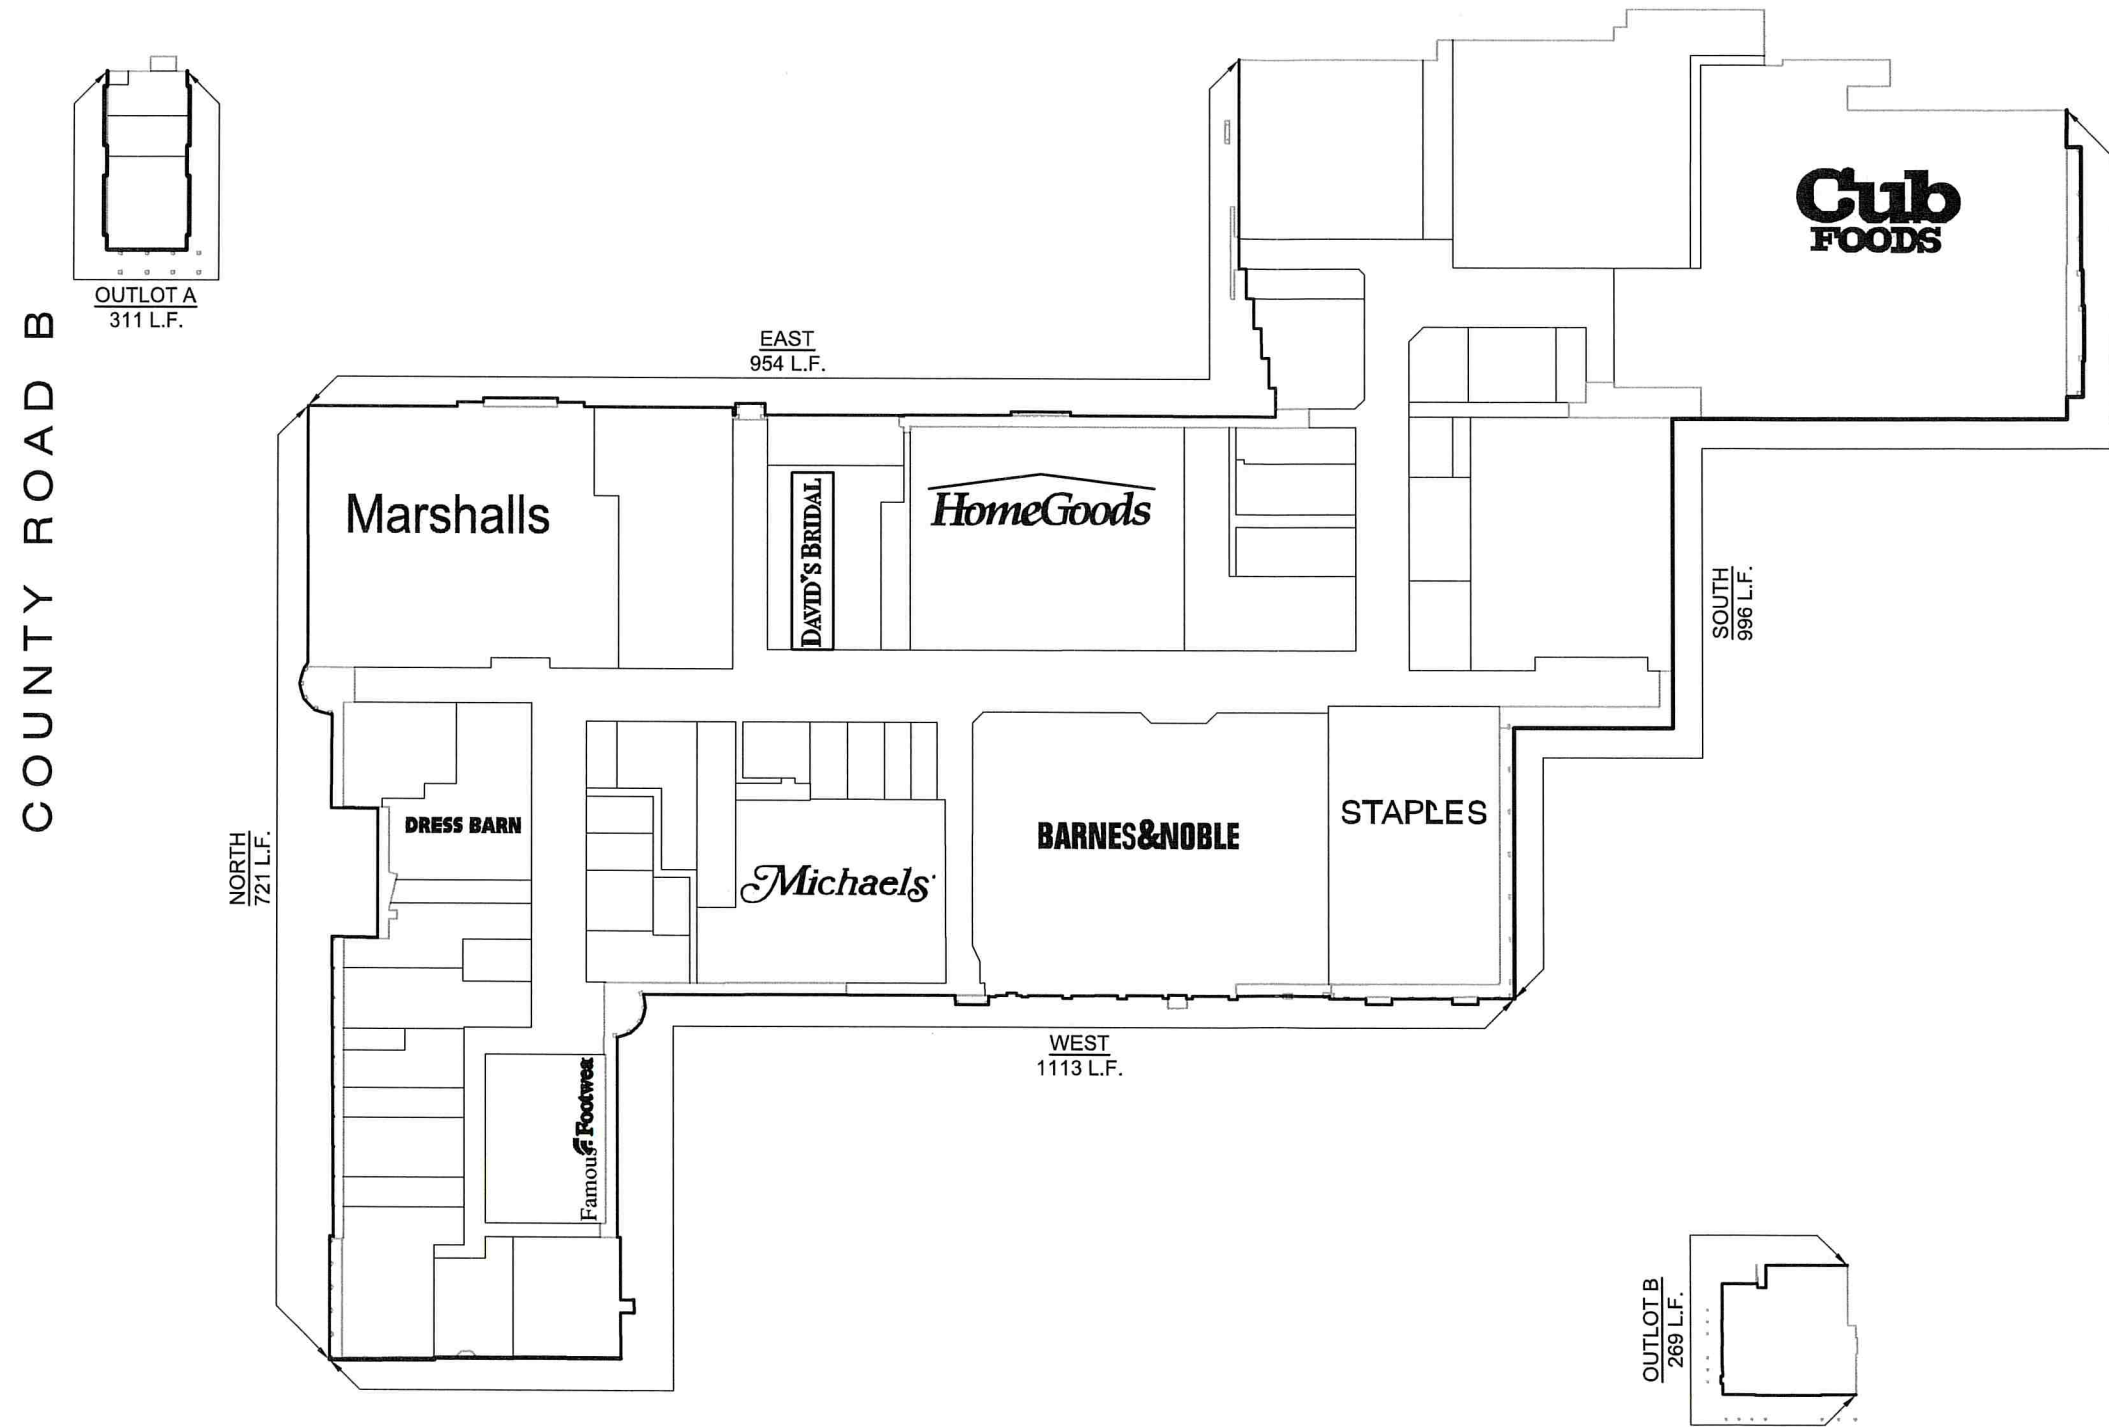 Cub
FOODS
OUTLOT A
311 L.F.
EAST
954 L.F.
COUNTY ROAD B
Marshalls
DAVID'S BRIDAL
HomeGoods
SOUTH
996 L.F.
DRESS BARN
STAPLES
BARNES&NOBLE
Michaels
NORTH
721 L.F.
WEST
1113 L.F.
Famous Footwear
OUTLOT B
269 L.F.